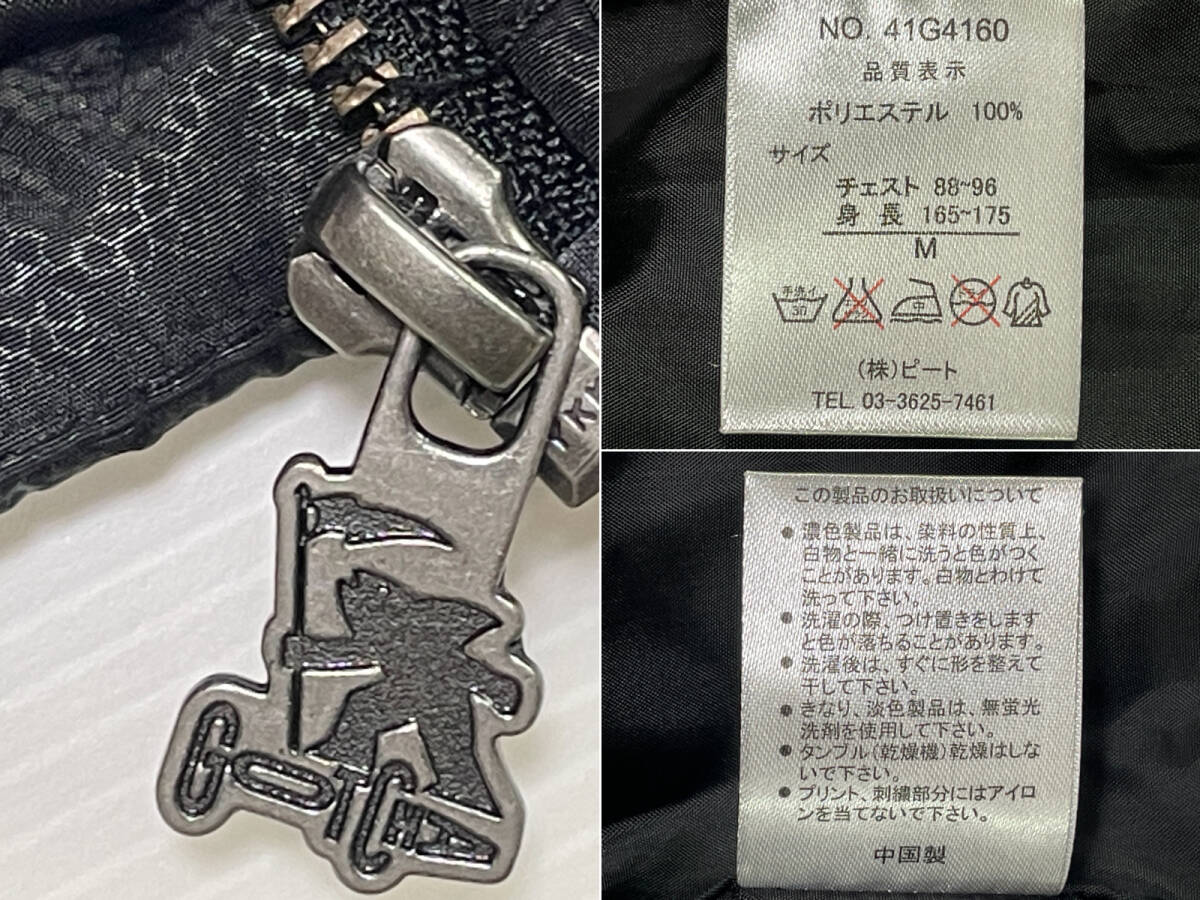 GOTCHA
NO. 41G4160
品質表示
ポリエステル 100%
サイズ
チェスト 88~96
身 長 165~175
M
手洗イ
30
中
(株)ピート
TEL 03-3625-7461
この製品のお取扱いについて
● 濃色製品は、染料の性質上、
白物と一緒に洗うと色がつく
ことがあります。白物とわけて
洗って下さい。
● 洗濯の際、つけ置きをします
と色が落ちることがあります。
● 洗濯後は、すぐに形を整えて
干して下さい。
● きなり、淡色製品は、無蛍光
洗剤を使用して下さい。
● タンブル(乾燥機)乾燥はしな
いで下さい。
● プリント、刺繍部分にはアイロ
ンを当てないで下さい。
中国製